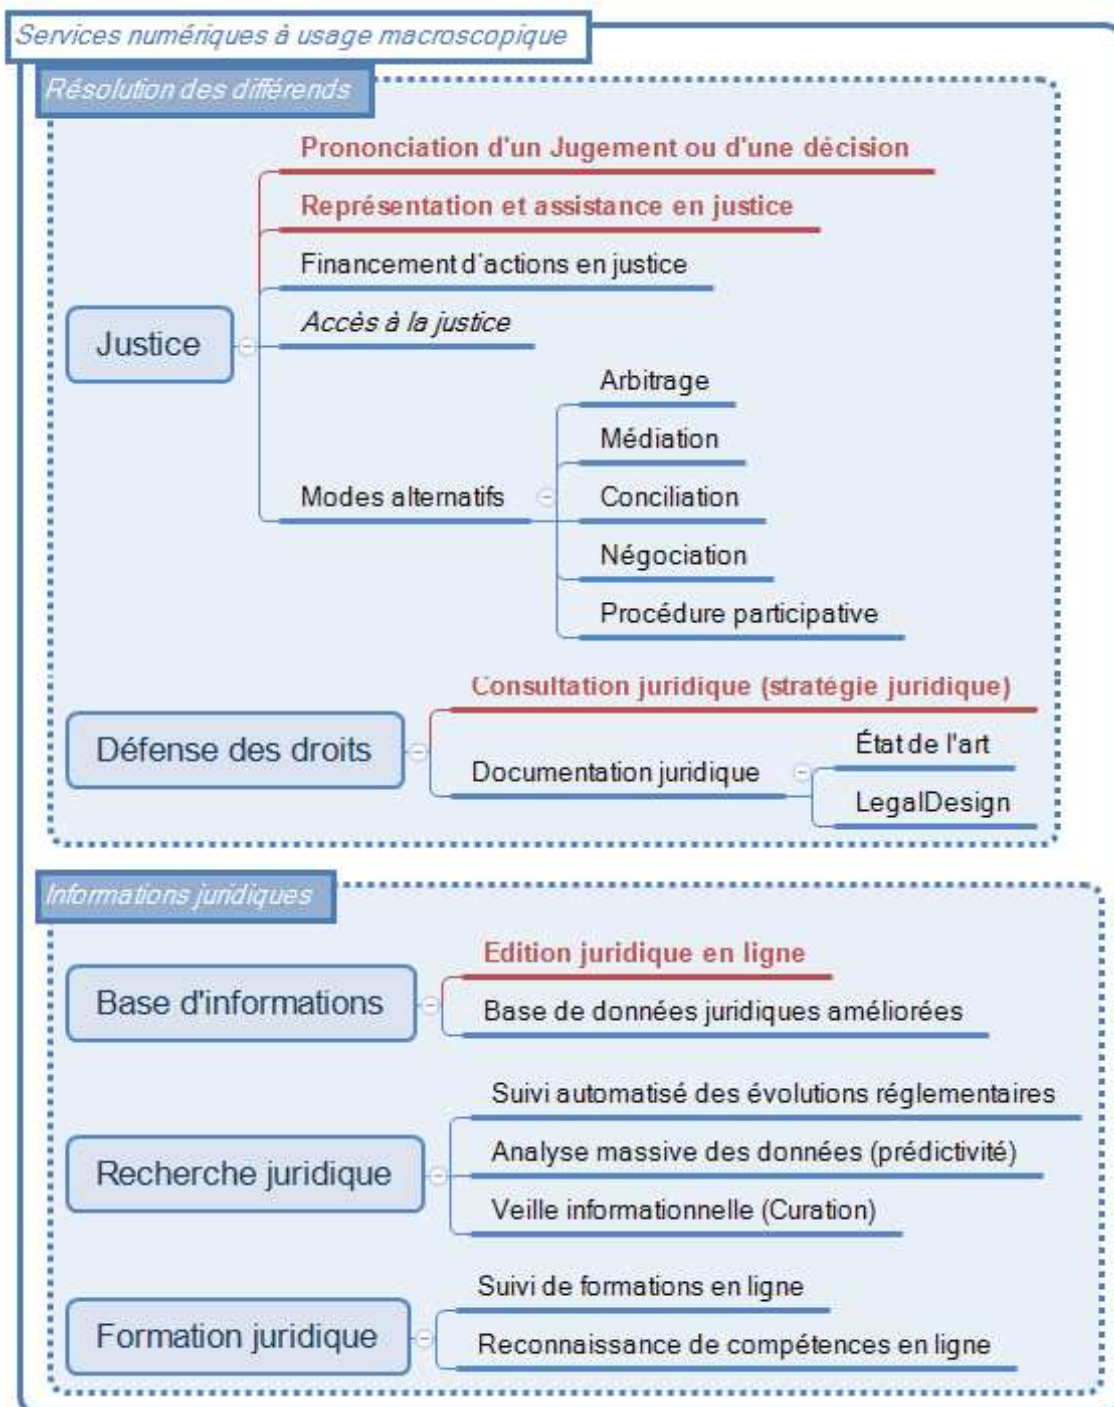 Services numériques à usage macroscopique
Résolution des différends
Justice
Prononciation d'un Jugement ou d'une décision
Représentation et assistance en justice
Financement d'actions en justice
Accès à la justice
Modes alternatifs
Arbitrage
Médiation
Conciliation
Négociation
Procédure participative
Défense des droits
Consultation juridique (stratégie juridique)
Documentation juridique
État de l'art
LegalDesign
Informations juridiques
Base d'informations
Edition juridique en ligne
Base de données juridiques améliorées
Recherche juridique
Suivi automatisé des évolutions réglementaires
Analyse massive des données (prédictivité)
Veille informationnelle (Curation)
Formation juridique
Suivi de formations en ligne
Reconnaissance de compétences en ligne